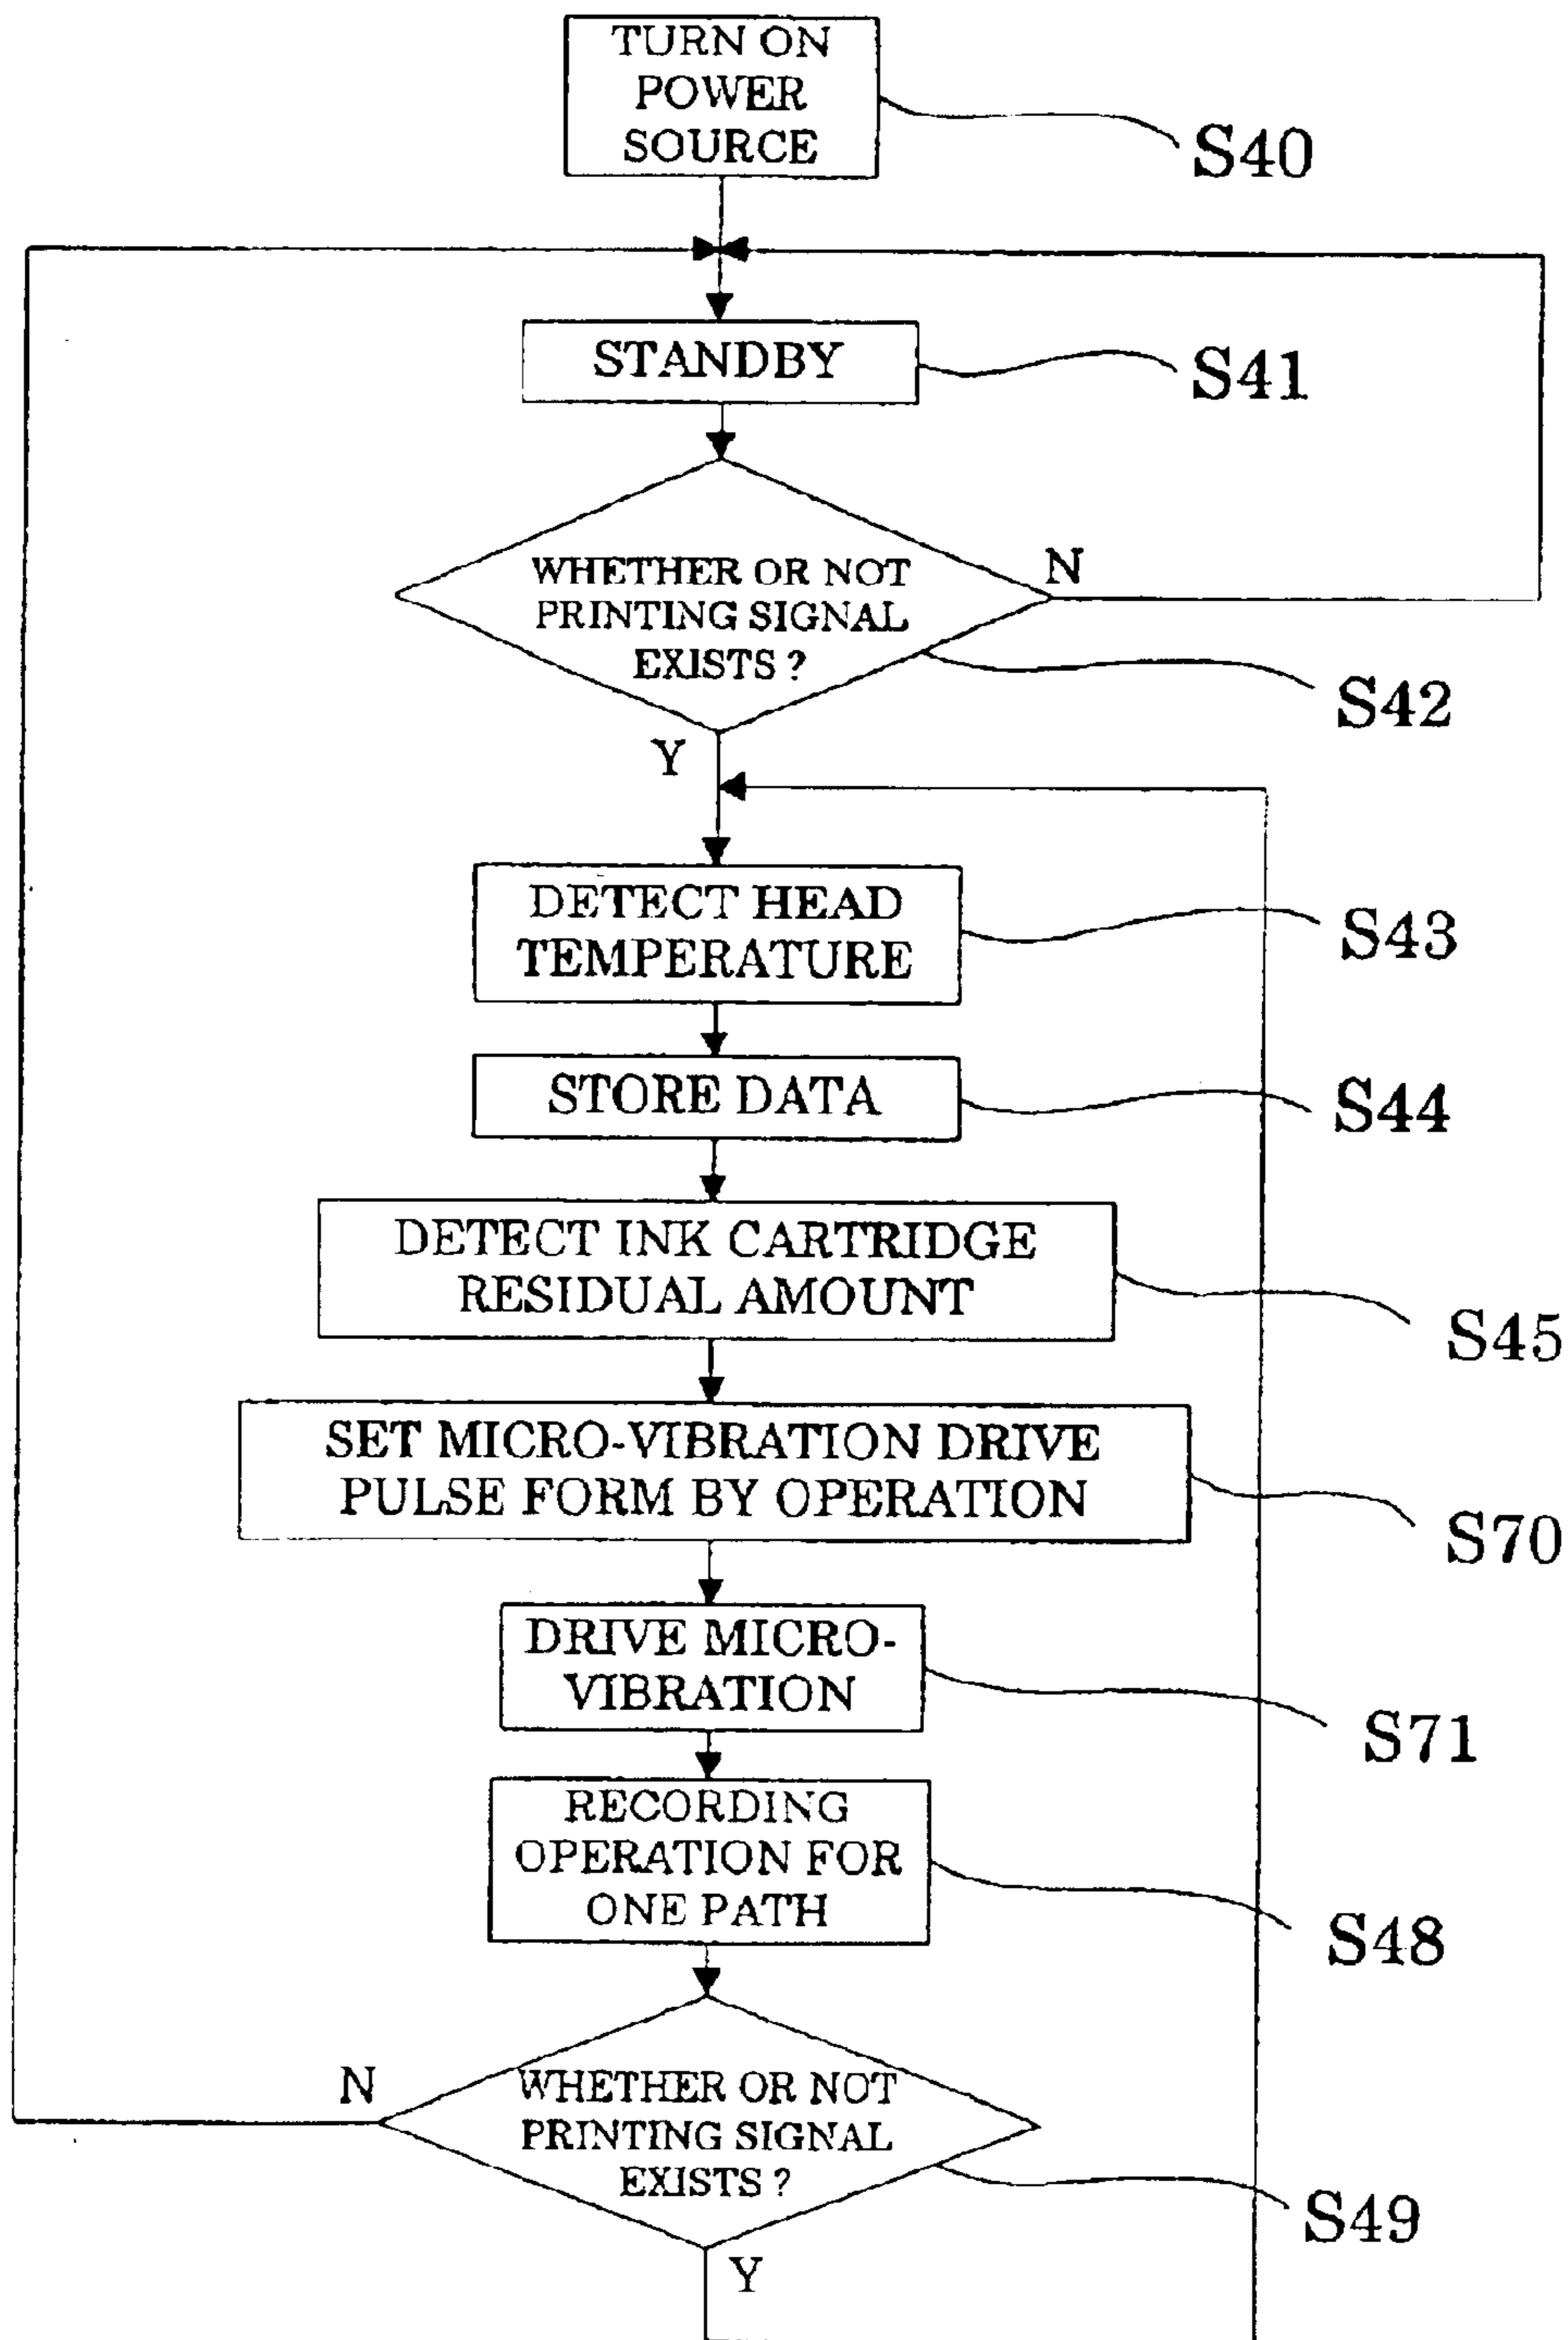 TURN ON
POWER
SOURCE
S40
STANDBY
S41
WHETHER OR NOT
PRINTING SIGNAL
EXISTS ?
N
S42
Y
DETECT HEAD
TEMPERATURE
S43
STORE DATA
S44
DETECT INK CARTRIDGE
RESIDUAL AMOUNT
S45
SET MICRO-VIBRATION DRIVE
PULSE FORM BY OPERATION
S70
DRIVE MICRO-
VIBRATION
S71
RECORDING
OPERATION FOR
ONE PATH
S48
N
WHETHER OR NOT
PRINTING SIGNAL
EXISTS ?
S49
Y